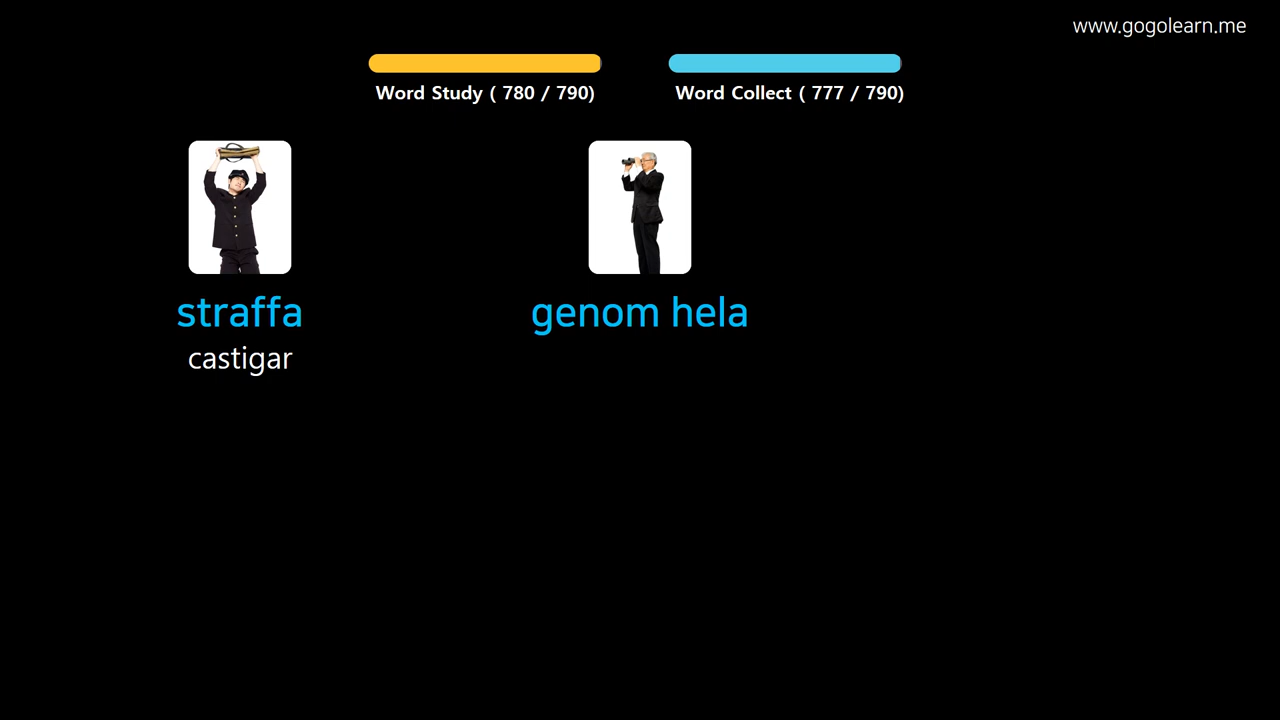 www.gogolearn.me
Word Study ( 780 / 790)
Word Collect ( 777 / 790)
straffa
castigar
genom hela